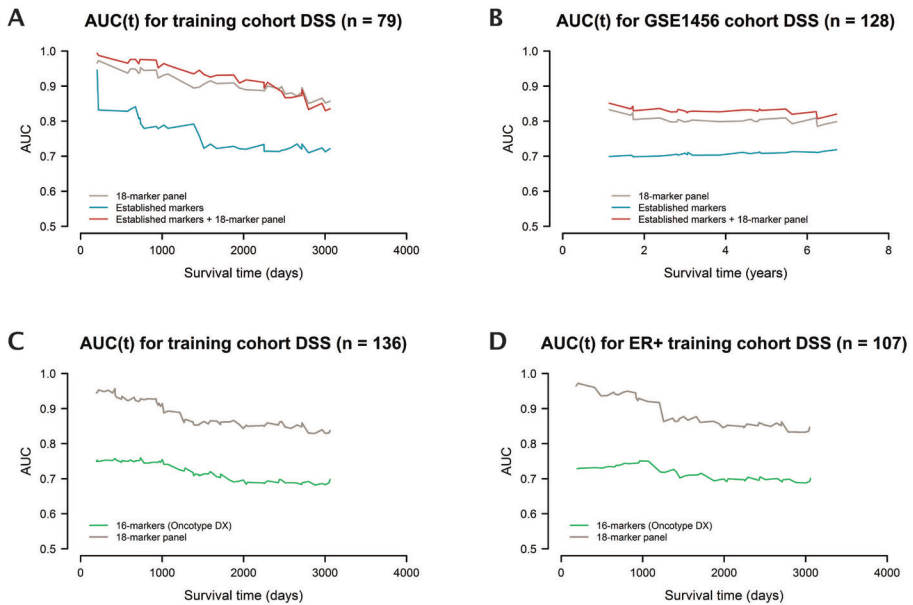 A
AUC(t) for training cohort DSS (n = 79)
1.0
0.9
0.8
0.7
0.6
0.5
AUC
18-marker panel
Established markers
Established markers + 18-marker panel
0 1000 2000 3000 4000
Survival time (days)
B
AUC(t) for GSE1456 cohort DSS (n = 128)
1.0
0.9
0.8
0.7
0.6
0.5
AUC
18-marker panel
Established markers
Established markers + 18-marker panel
0 2 4 6 8
Survival time (years)
C
AUC(t) for training cohort DSS (n = 136)
1.0
0.9
0.8
0.7
0.6
0.5
AUC
16-markers (Oncotype DX)
18-marker panel
0 1000 2000 3000 4000
Survival time (days)
D
AUC(t) for ER+ training cohort DSS (n = 107)
1.0
0.9
0.8
0.7
0.6
0.5
AUC
16-markers (Oncotype DX)
18-marker panel
0 1000 2000 3000 4000
Survival time (days)